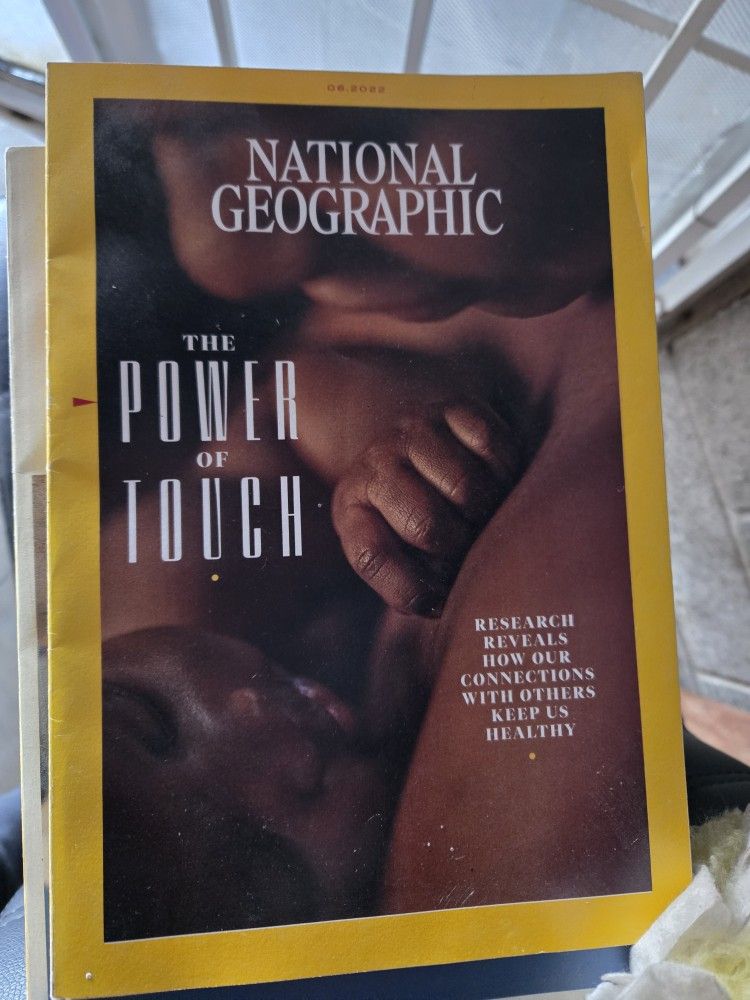 06.2022
NATIONAL
GEOGRAPHIC
THE
POWER
OF
TOUCH
RESEARCH
REVEALS
HOW OUR
CONNECTIONS
WITH OTHERS
KEEP US
HEALTHY